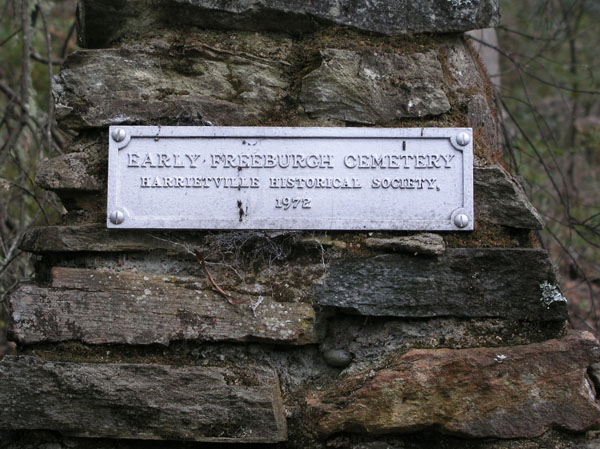 EARLY FREEBURGH CEMETERY
HARRIETVILLE HISTORICAL SOCIETY,
1972